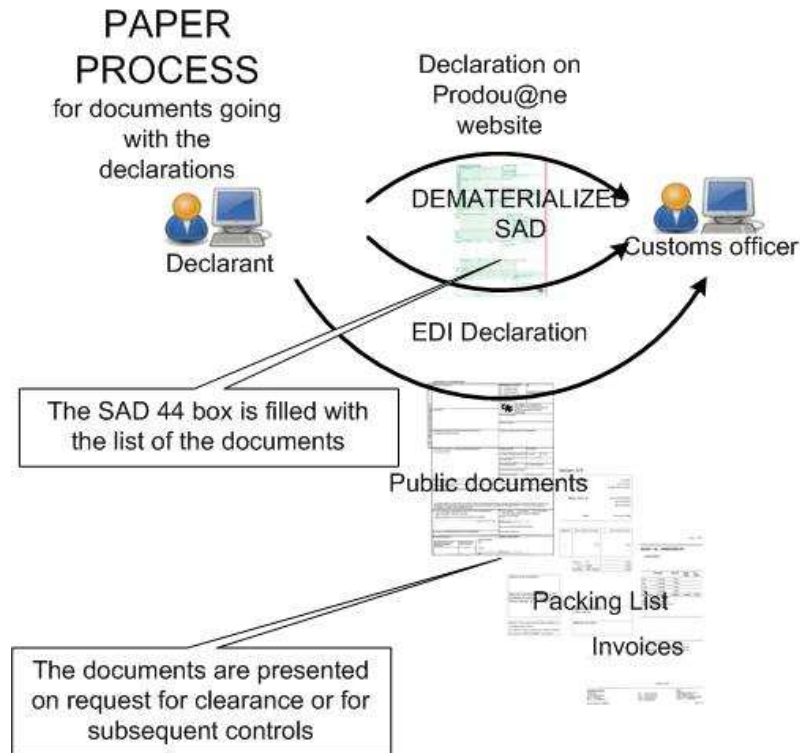 PAPER
PROCESS
for documents going
with the
declarations
Declarant
Declaration on
Prodou@ne
website
DEMATERIALIZED
SAD
Customs officer
EDI Declaration
The SAD 44 box is filled with
the list of the documents
Public documents
Packing List
Invoices
The documents are presented
on request for clearance or for
subsequent controls